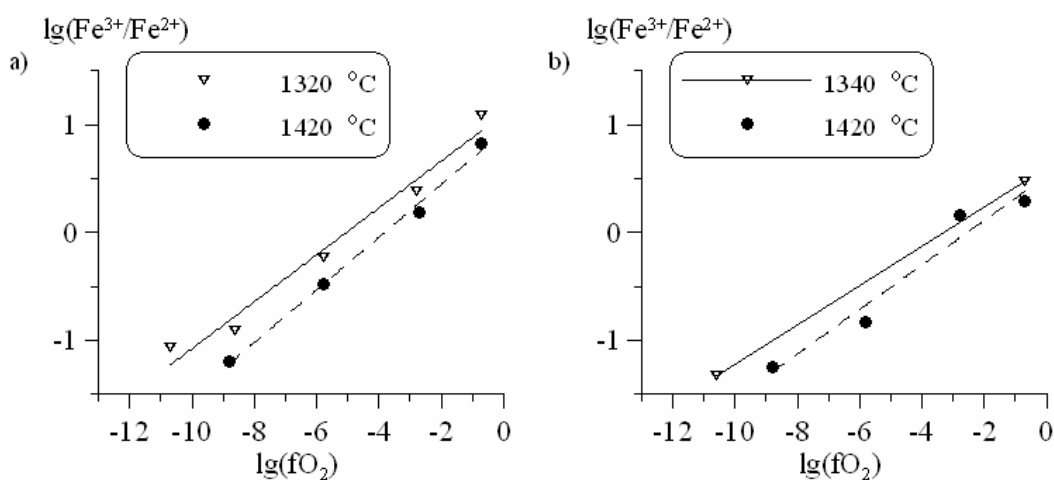 lg(Fe³⁺/Fe²⁺)
a)
1320 °C
1420 °C
1
0
-1
-12 -10 -8 -6 -4 -2 0
lg(fO₂)
lg(Fe³⁺/Fe²⁺)
b)
1340 °C
1420 °C
1
0
-1
-12 -10 -8 -6 -4 -2 0
lg(fO₂)